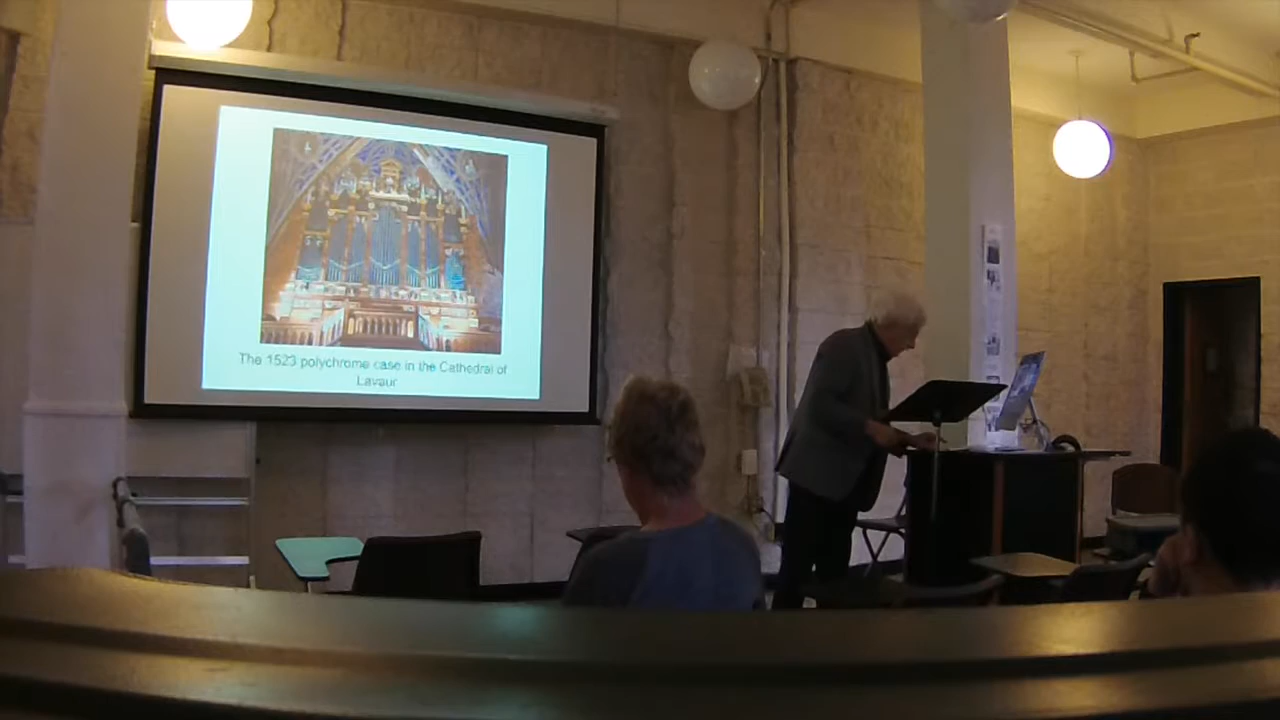 The 1523 polychrome case in the Cathedral of
Lavaur